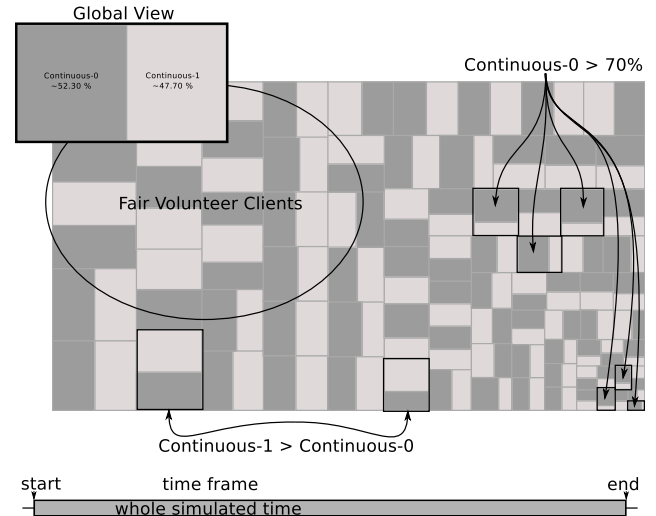 Global View
Continuous-0
~52.30 %
Continuous-1
~47.70 %
Continuous-0 > 70%
Fair Volunteer Clients
Continuous-1 > Continuous-0
start
time frame
end
whole simulated time